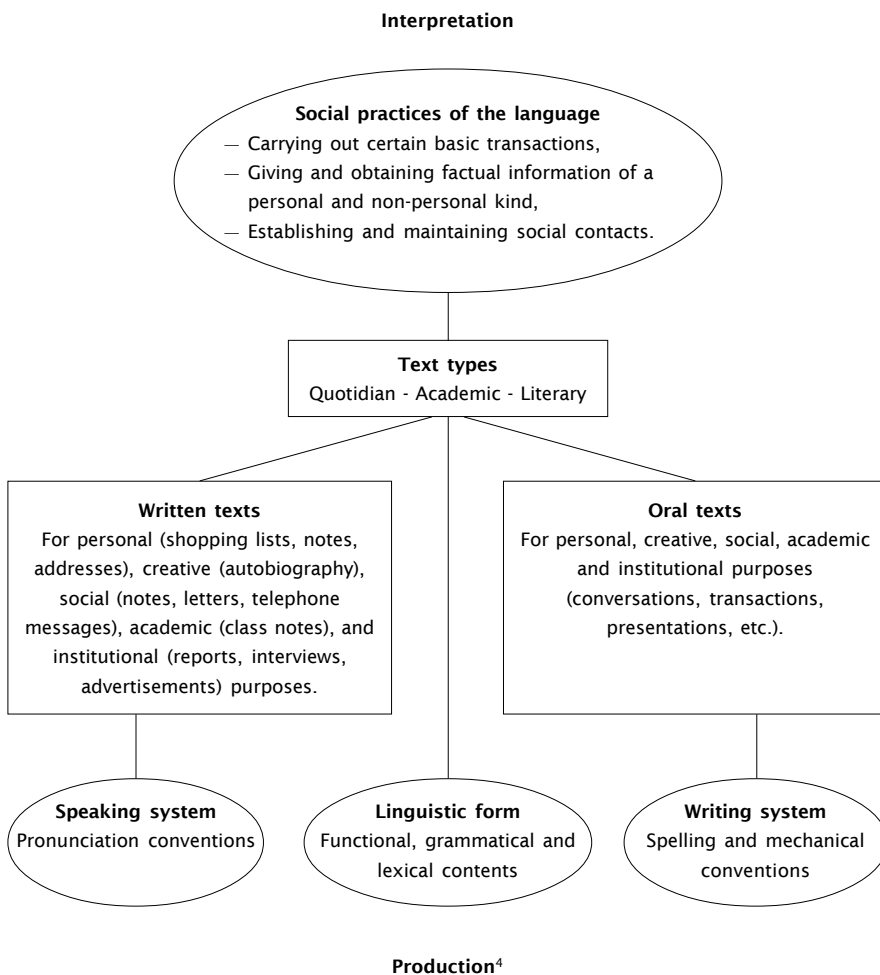 Interpretation
Social practices of the language
— Carrying out certain basic transactions,
— Giving and obtaining factual information of a
personal and non-personal kind,
— Establishing and maintaining social contacts.
Text types
Quotidian - Academic - Literary
Written texts
For personal (shopping lists, notes,
addresses), creative (autobiography),
social (notes, letters, telephone
messages), academic (class notes), and
institutional (reports, interviews,
advertisements) purposes.
Oral texts
For personal, creative, social, academic
and institutional purposes
(conversations, transactions,
presentations, etc.).
Speaking system
Pronunciation conventions
Linguistic form
Functional, grammatical and
lexical contents
Writing system
Spelling and mechanical
conventions
Production⁴